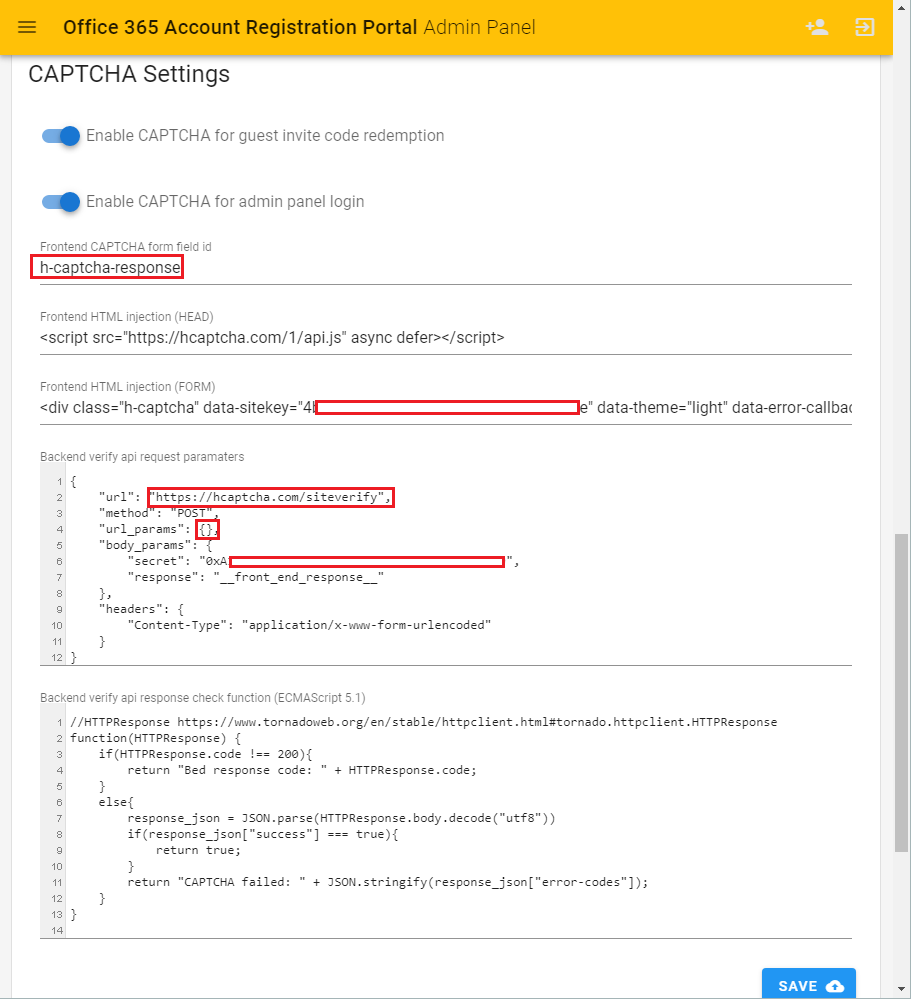 Office 365 Account Registration Portal Admin Panel
CAPTCHA Settings
Enable CAPTCHA for guest invite code redemption
Enable CAPTCHA for admin panel login
Frontend CAPTCHA form field id
h-captcha-response
Frontend HTML injection (HEAD)
<script src="https://hcaptcha.com/1/api.js" async defer></script>
Frontend HTML injection (FORM)
<div class="h-captcha" data-sitekey="4 e" data-theme="light" data-error-callbac
Backend verify api request paramaters
1 {
2 "url": "https://hcaptcha.com/siteverify",
3 "method": "POST",
4 "url_params": {},
5 "body_params": {
6 "secret": "0xA ",
7 "response": "__front_end_response__"
8 },
9 "headers": {
10 "Content-Type": "application/x-www-form-urlencoded"
11 }
12 }
Backend verify api response check function (ECMAScript 5.1)
1 //HTTPResponse https://www.tornadoweb.org/en/stable/httpclient.html#tornado.httpclient.HTTPResponse
2 function(HTTPResponse) {
3 if(HTTPResponse.code !== 200){
4 return "Bed response code: " + HTTPResponse.code;
5 }
6 else{
7 response_json = JSON.parse(HTTPResponse.body.decode("utf8"))
8 if(response_json["success"] === true){
9 return true;
10 }
11 return "CAPTCHA failed: " + JSON.stringify(response_json["error-codes"]);
12 }
13 }
14
SAVE